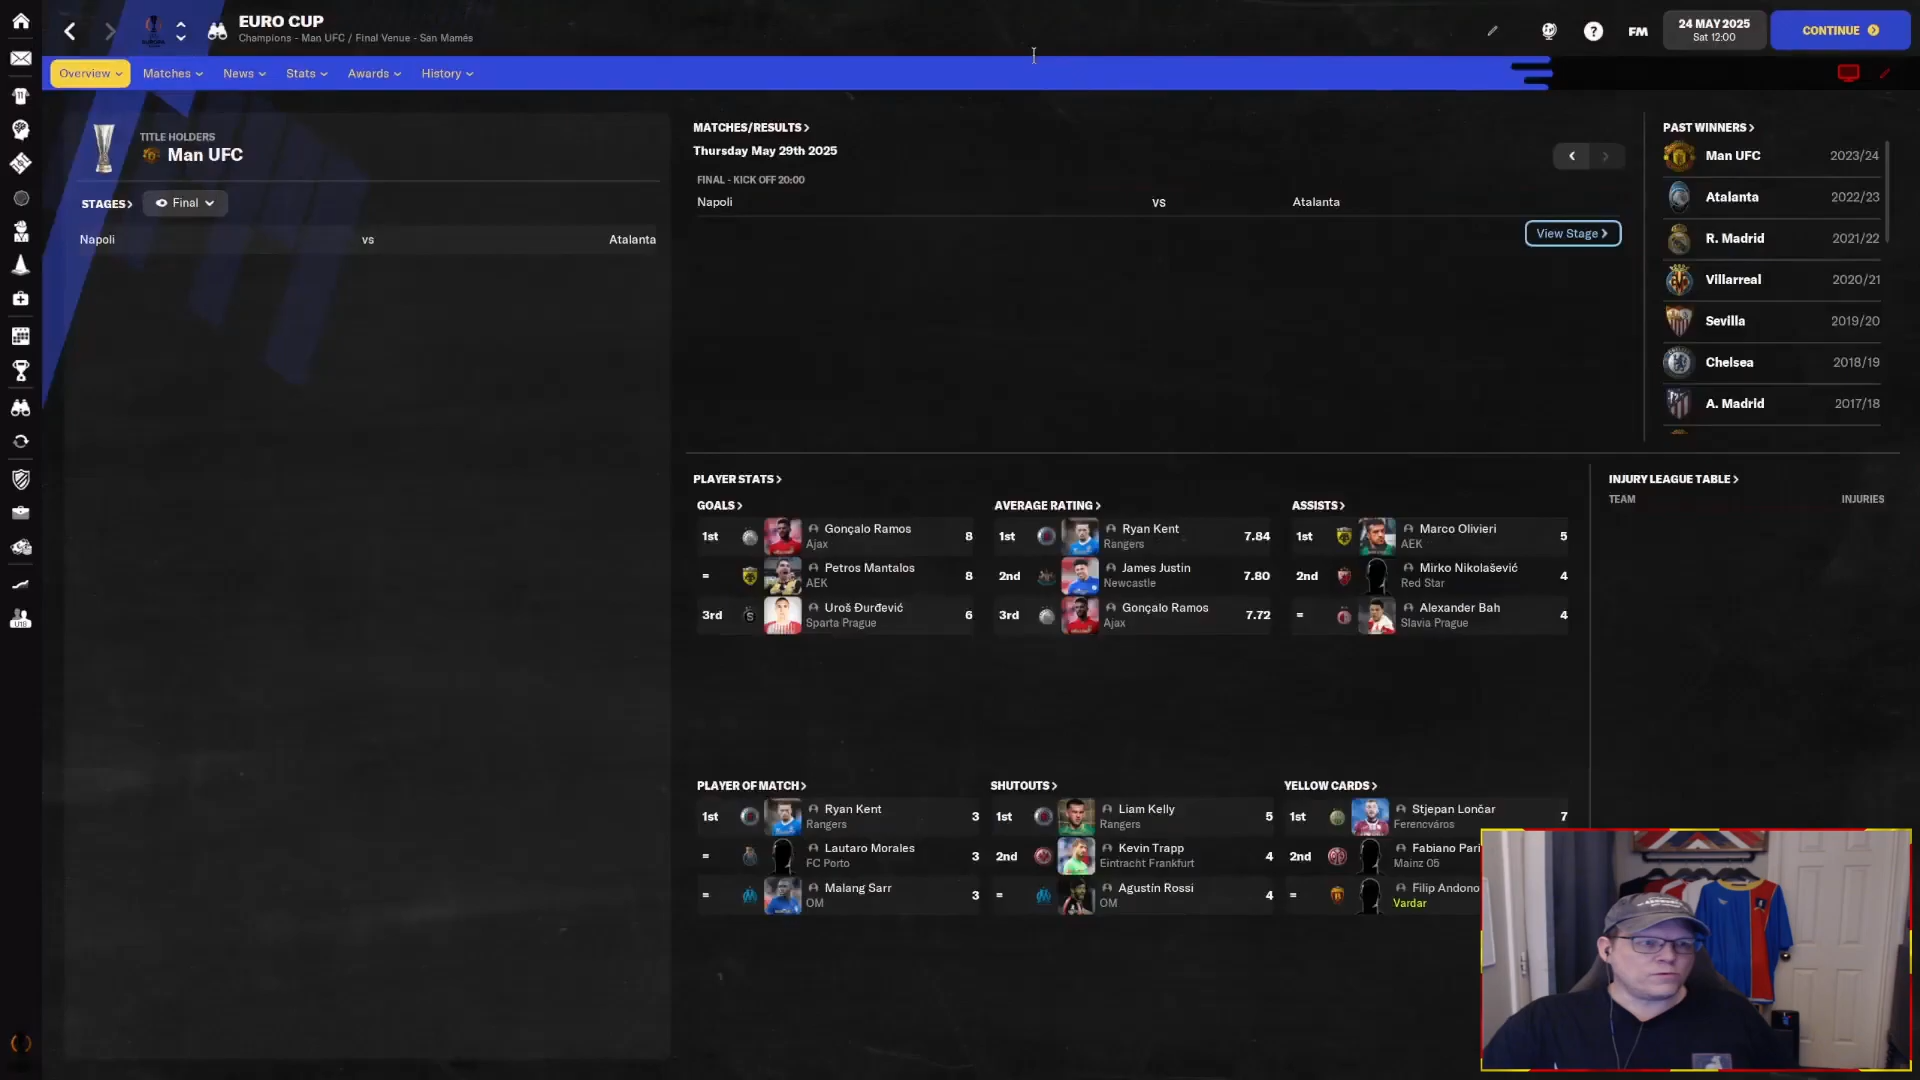 EURO CUP
Champions - Man UFC / Final Venue - San Mamés
FM
24 MAY 2025
Sat 12:00
CONTINUE
Overview
Matches
News
Stats
Awards
History
TITLE HOLDERS
Man UFC
STAGES
Final
Napoli vs Atalanta
MATCHES/RESULTS
Thursday May 29th 2025
FINAL - KICK OFF 20:00
Napoli vs Atalanta
View Stage
PAST WINNERS
Man UFC 2023/24
Atalanta 2022/23
R. Madrid 2021/22
Villarreal 2020/21
Sevilla 2019/20
Chelsea 2018/19
A. Madrid 2017/18
PLAYER STATS
GOALS
1st Gonçalo Ramos 8
Ajax
= Petros Mantalos 8
AEK
3rd Uroš Đurđević 6
Sparta Prague
AVERAGE RATING
1st Ryan Kent 7.84
Rangers
2nd James Justin 7.80
Newcastle
3rd Gonçalo Ramos 7.72
Ajax
ASSISTS
1st Marco Olivieri 5
AEK
2nd Mirko Nikolašević 4
Red Star
= Alexander Bah 4
Slavia Prague
INJURY LEAGUE TABLE
TEAM INJURIES
PLAYER OF MATCH
1st Ryan Kent 3
Rangers
= Lautaro Morales 3
FC Porto
= Malang Sarr 3
OM
SHUTOUTS
1st Liam Kelly 5
Rangers
2nd Kevin Trapp 4
Eintracht Frankfurt
= Agustín Rossi 4
OM
YELLOW CARDS
1st Stjepan Lončar 7
Ferencváros
2nd Fabiano Pari
Mainz 05
= Filip Andono
Vardar